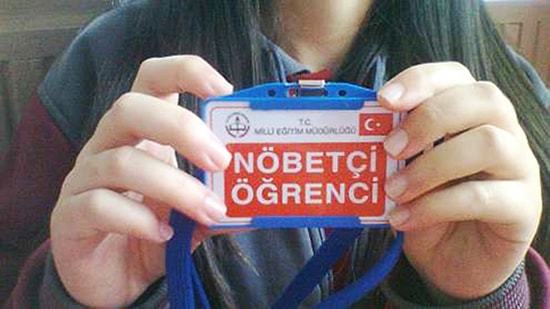 T.C.
MİLLİ EĞİTİM MÜDÜRLÜĞÜ
NÖBETÇİ
ÖĞRENCİ